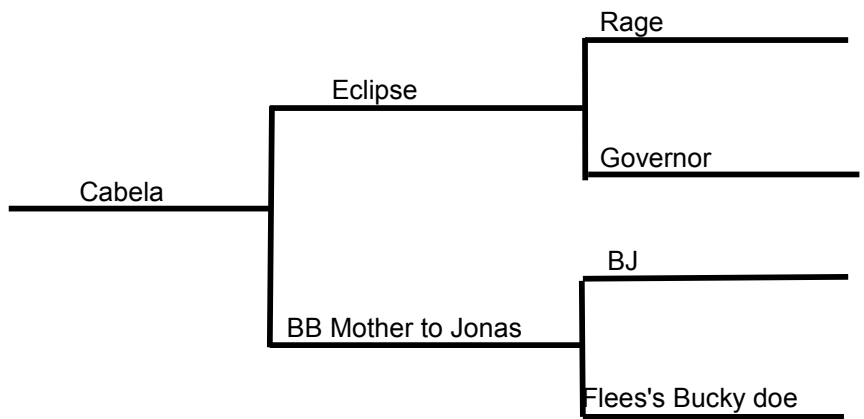 Rage
Eclipse
Governor
Cabela
BJ
BB Mother to Jonas
Flees's Bucky doe